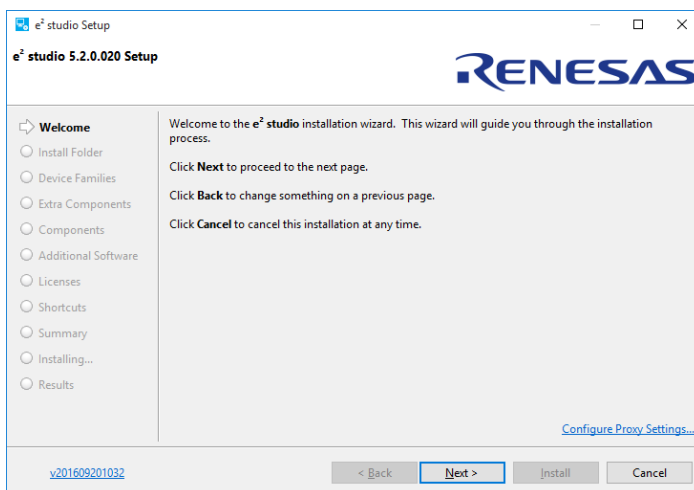 e² studio Setup
e² studio 5.2.0.020 Setup
RENESAS
Welcome
Install Folder
Device Families
Extra Components
Components
Additional Software
Licenses
Shortcuts
Summary
Installing...
Results
Welcome to the e² studio installation wizard. This wizard will guide you through the installation
process.
Click Next to proceed to the next page.
Click Back to change something on a previous page.
Click Cancel to cancel this installation at any time.
Configure Proxy Settings...
v201609201032
< Back
Next >
Install
Cancel